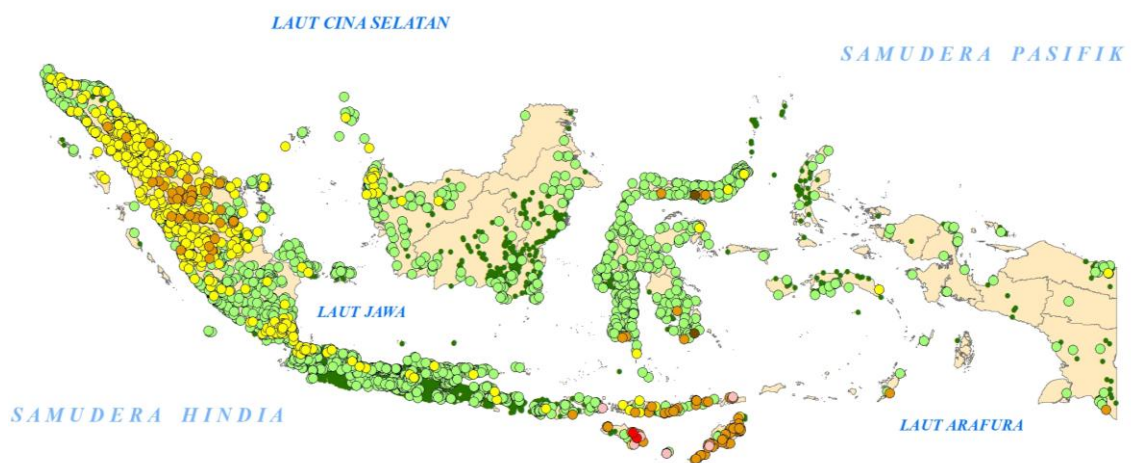 LAUT CINA SELATAN
SAMUDERA PASIFIK
LAUT JAWA
SAMUDERA HINDIA
LAUT ARAFURA